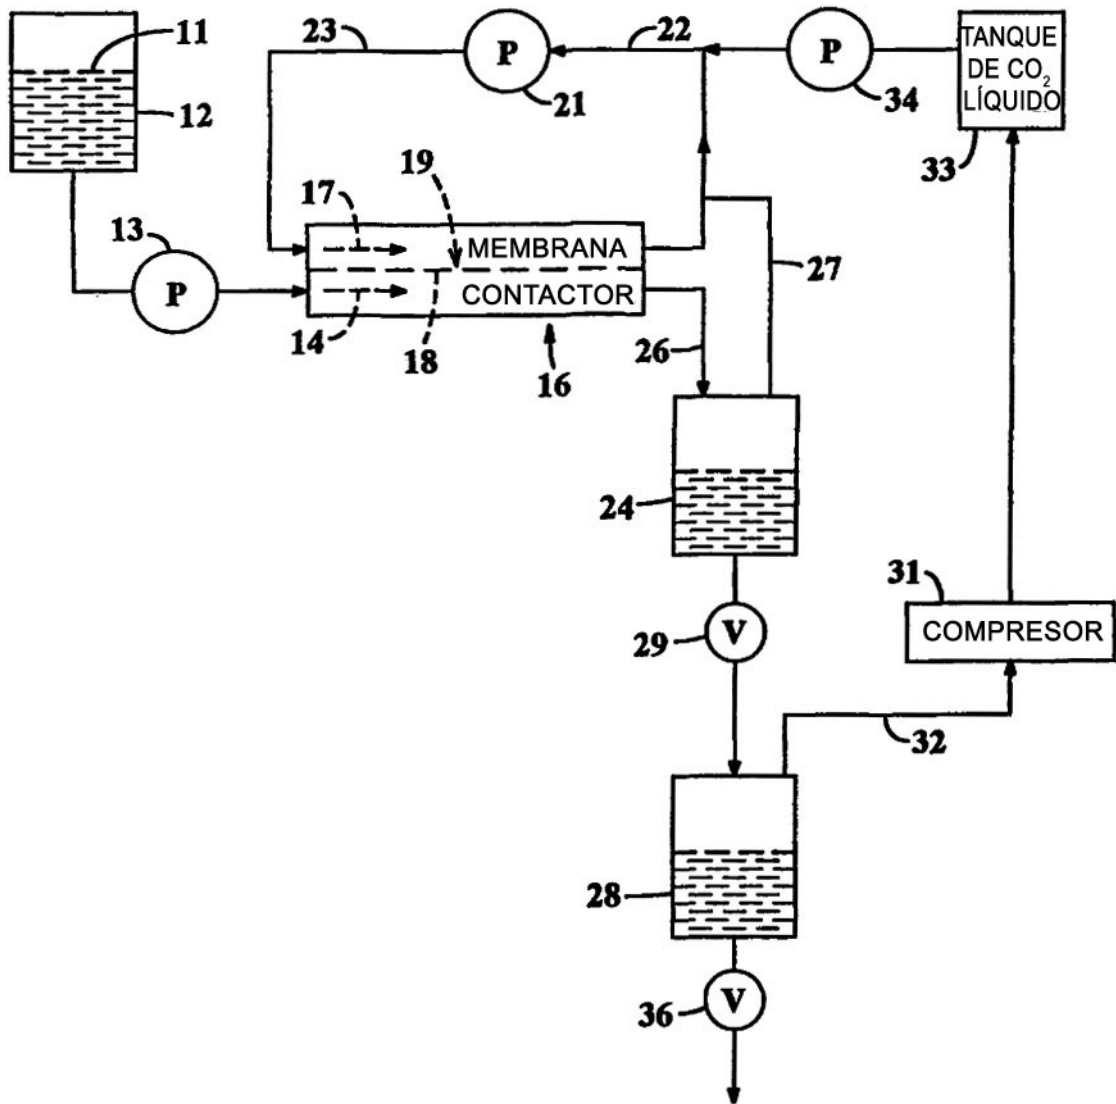 11
12
13
P
23
P
21
22
P
34
TANQUE
DE CO₂
LÍQUIDO
33
17
19
MEMBRANA
CONTACTOR
14
18
16
26
27
24
V
29
31
COMPRESOR
32
28
V
36